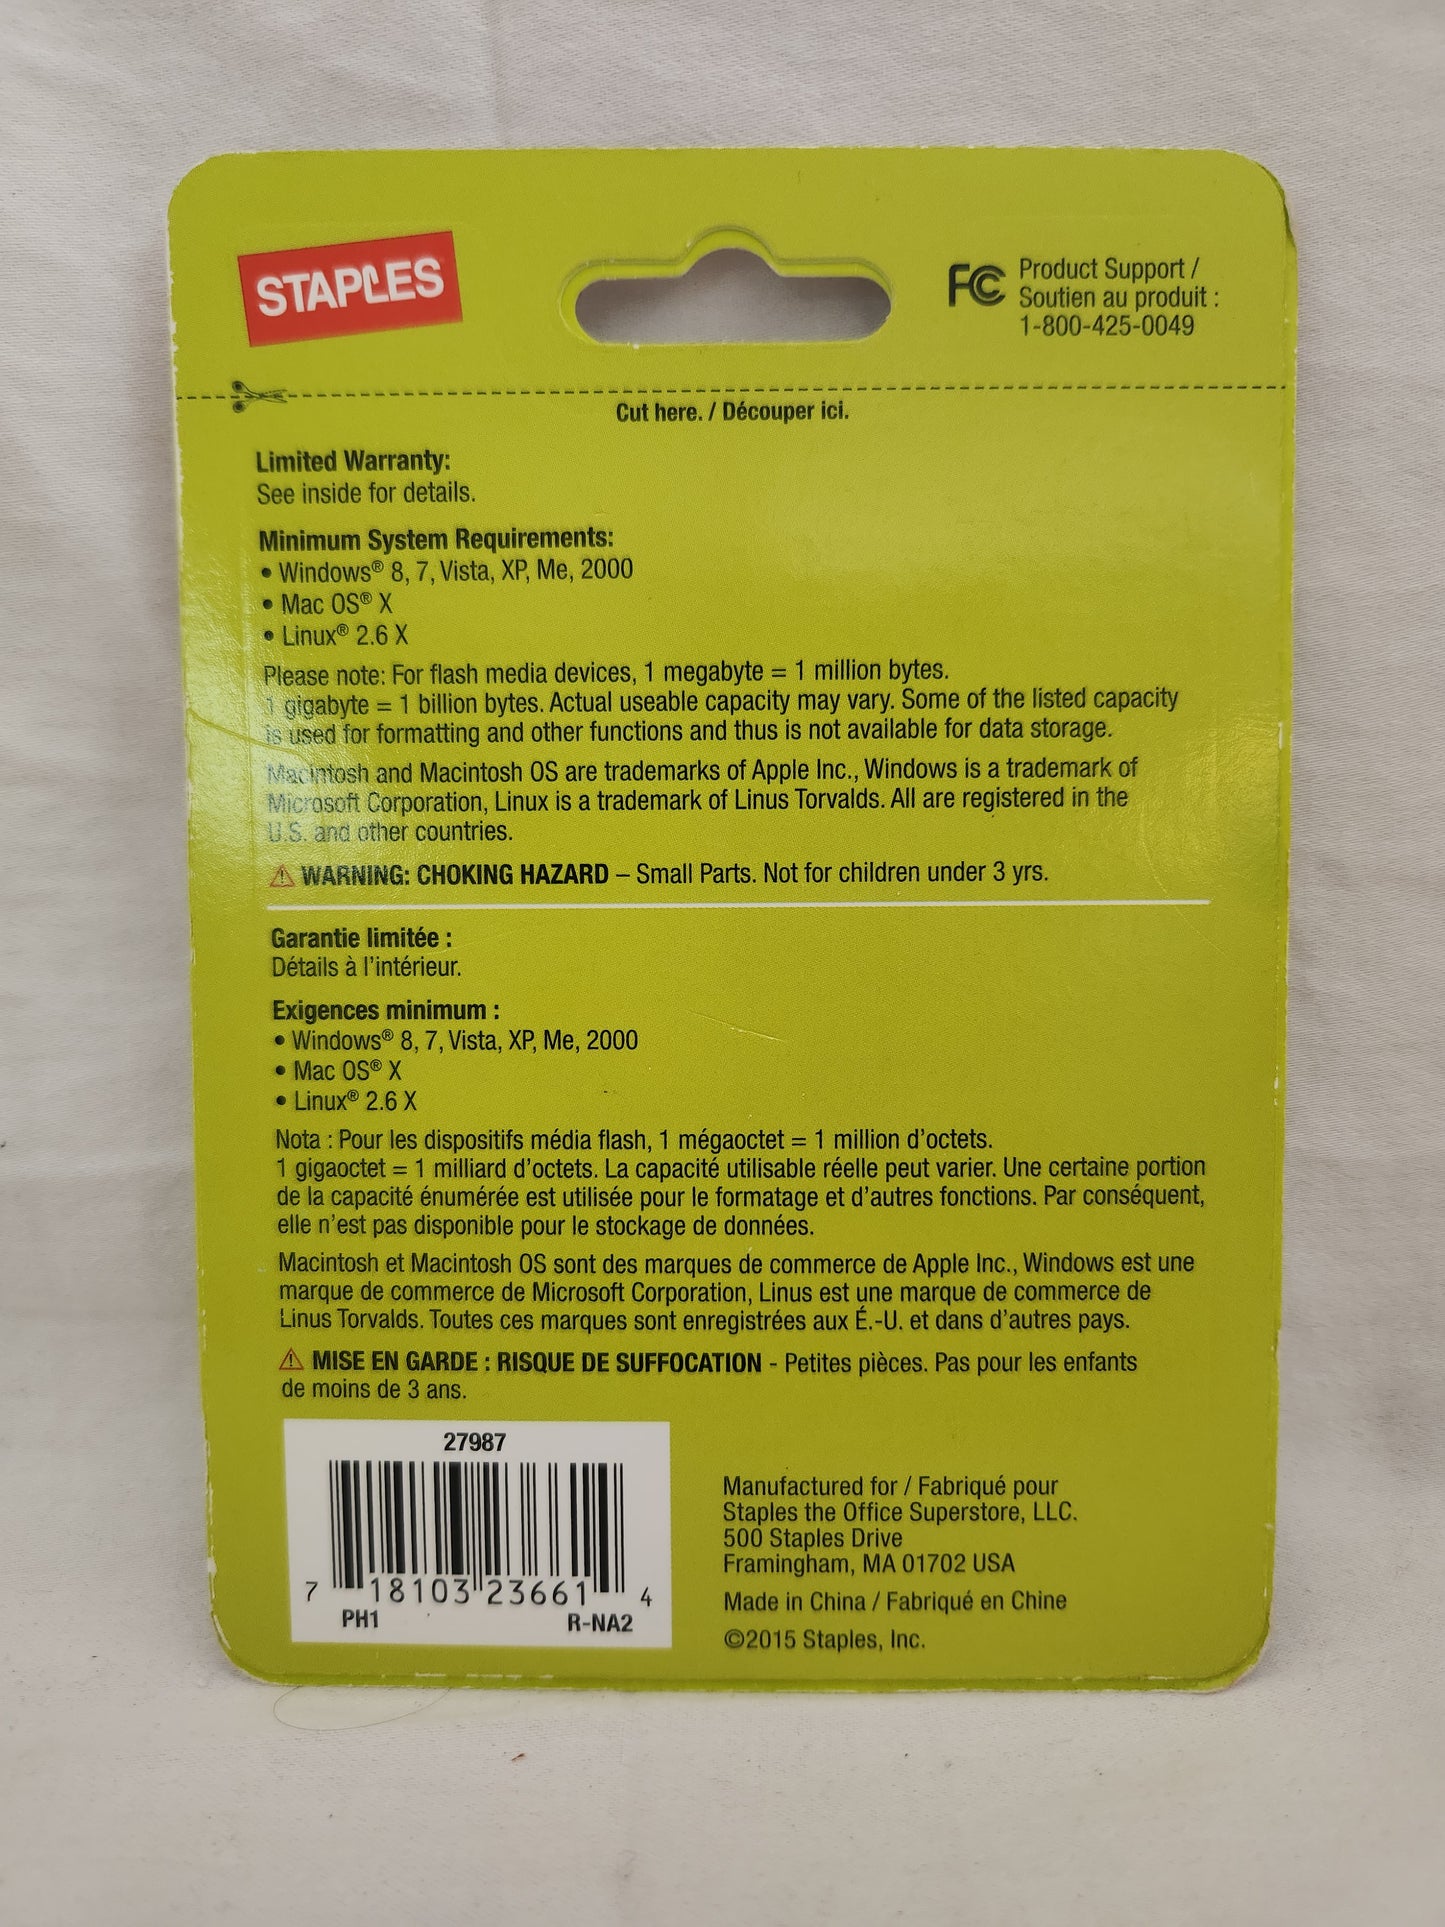 STAPLES
FC Product Support /
Soutien au produit :
1-800-425-0049
Cut here. / Découper ici.
Limited Warranty:
See inside for details.
Minimum System Requirements:
• Windows® 8, 7, Vista, XP, Me, 2000
• Mac OS® X
• Linux® 2.6 X
Please note: For flash media devices, 1 megabyte = 1 million bytes.
1 gigabyte = 1 billion bytes. Actual useable capacity may vary. Some of the listed capacity
is used for formatting and other functions and thus is not available for data storage.
Macintosh and Macintosh OS are trademarks of Apple Inc., Windows is a trademark of
Microsoft Corporation, Linux is a trademark of Linus Torvalds. All are registered in the
U.S. and other countries.
⚠ WARNING: CHOKING HAZARD – Small Parts. Not for children under 3 yrs.
Garantie limitée :
Détails à l'intérieur.
Exigences minimum :
• Windows® 8, 7, Vista, XP, Me, 2000
• Mac OS® X
• Linux® 2.6 X
Nota : Pour les dispositifs média flash, 1 mégaoctet = 1 million d'octets.
1 gigaoctet = 1 milliard d'octets. La capacité utilisable réelle peut varier. Une certaine portion
de la capacité énumérée est utilisée pour le formatage et d'autres fonctions. Par conséquent,
elle n'est pas disponible pour le stockage de données.
Macintosh et Macintosh OS sont des marques de commerce de Apple Inc., Windows est une
marque de commerce de Microsoft Corporation, Linus est une marque de commerce de
Linus Torvalds. Toutes ces marques sont enregistrées aux É.-U. et dans d'autres pays.
⚠ MISE EN GARDE : RISQUE DE SUFFOCATION - Petites pièces. Pas pour les enfants
de moins de 3 ans.
27987
7 18103 23661 4
PH1 R-NA2
Manufactured for / Fabriqué pour
Staples the Office Superstore, LLC.
500 Staples Drive
Framingham, MA 01702 USA
Made in China / Fabriqué en Chine
©2015 Staples, Inc.